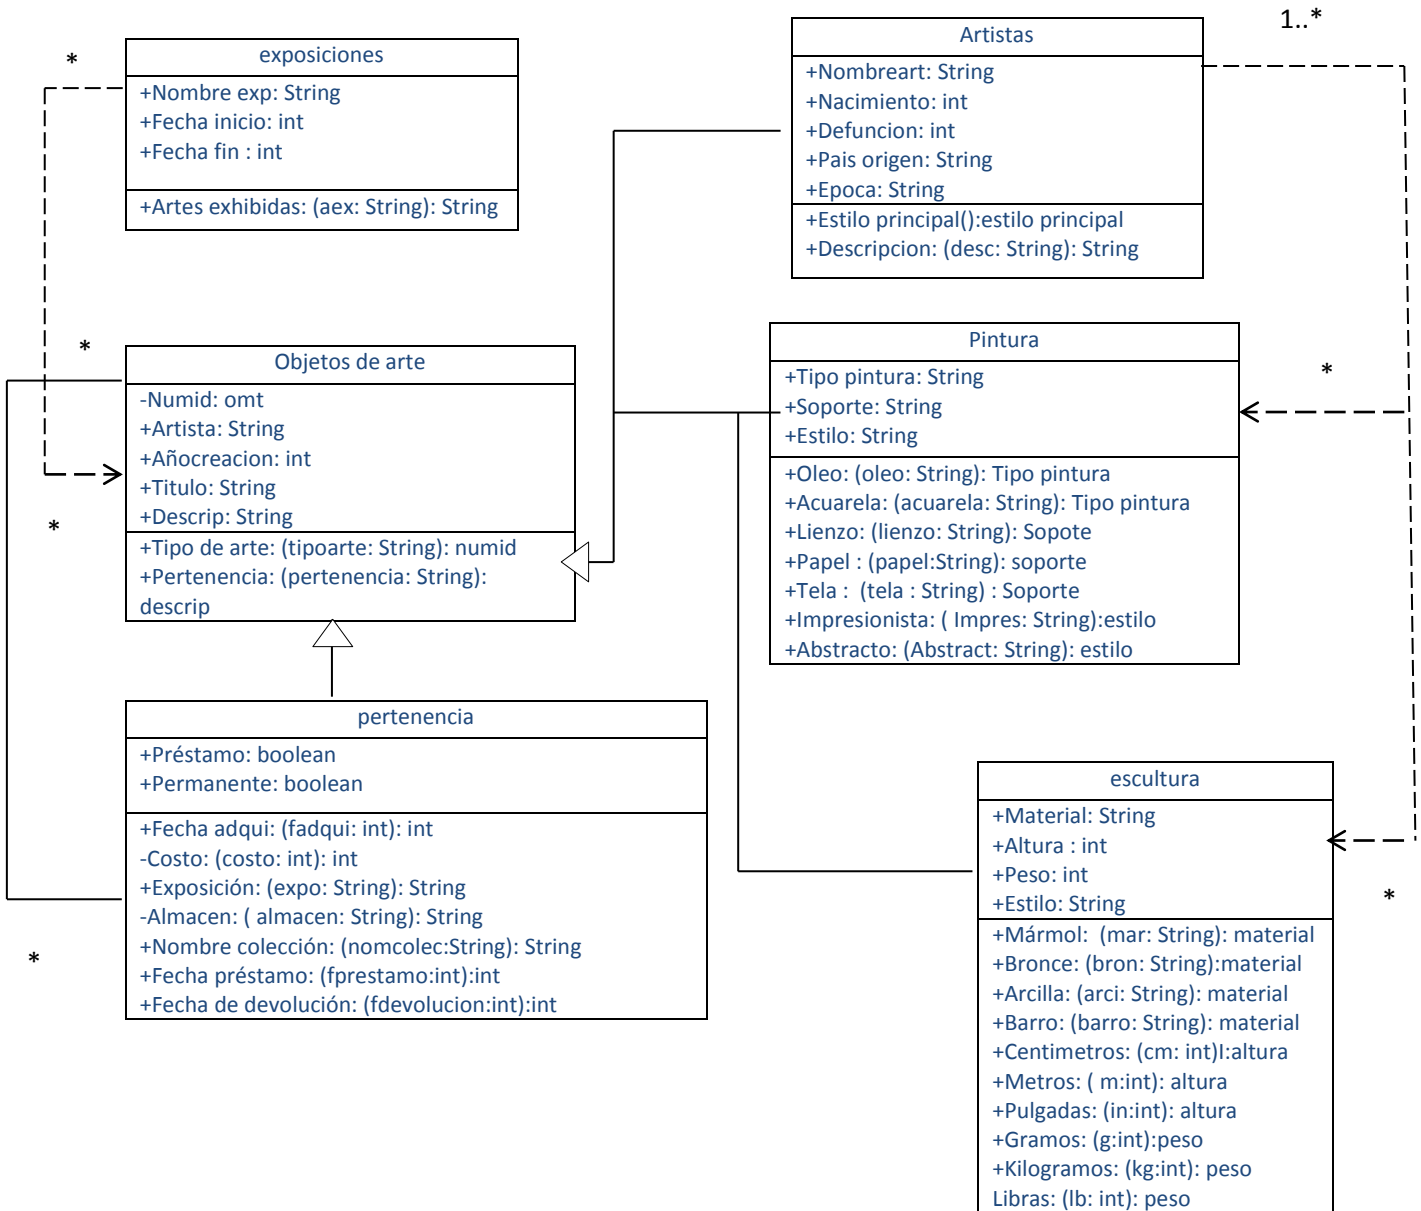 *
exposiciones
+Nombre exp: String
+Fecha inicio: int
+Fecha fin : int
+Artes exhibidas: (aex: String): String
1..*
Artistas
+Nombreart: String
+Nacimiento: int
+Defuncion: int
+Pais origen: String
+Epoca: String
+Estilo principal():estilo principal
+Descripcion: (desc: String): String
*
Objetos de arte
-Numid: omt
+Artista: String
+Añocreacion: int
+Titulo: String
+Descrip: String
+Tipo de arte: (tipoarte: String): numid
+Pertenencia: (pertenencia: String):
descrip
*
Pintura
+Tipo pintura: String
+Soporte: String
+Estilo: String
+Oleo: (oleo: String): Tipo pintura
+Acuarela: (acuarela: String): Tipo pintura
+Lienzo: (lienzo: String): Sopote
+Papel : (papel:String): soporte
+Tela :  (tela : String) : Soporte
+Impresionista: ( Impres: String):estilo
+Abstracto: (Abstract: String): estilo
*
pertenencia
+Préstamo: boolean
+Permanente: boolean
+Fecha adqui: (fadqui: int): int
-Costo: (costo: int): int
+Exposición: (expo: String): String
-Almacen: ( almacen: String): String
+Nombre colección: (nomcolec:String): String
+Fecha préstamo: (fprestamo:int):int
+Fecha de devolución: (fdevolucion:int):int
*
escultura
+Material: String
+Altura : int
+Peso: int
+Estilo: String
+Mármol:  (mar: String): material
+Bronce: (bron: String):material
+Arcilla: (arci: String): material
+Barro: (barro: String): material
+Centimetros: (cm: int)I:altura
+Metros: ( m:int): altura
+Pulgadas: (in:int): altura
+Gramos: (g:int):peso
+Kilogramos: (kg:int): peso
Libras: (lb: int): peso
*